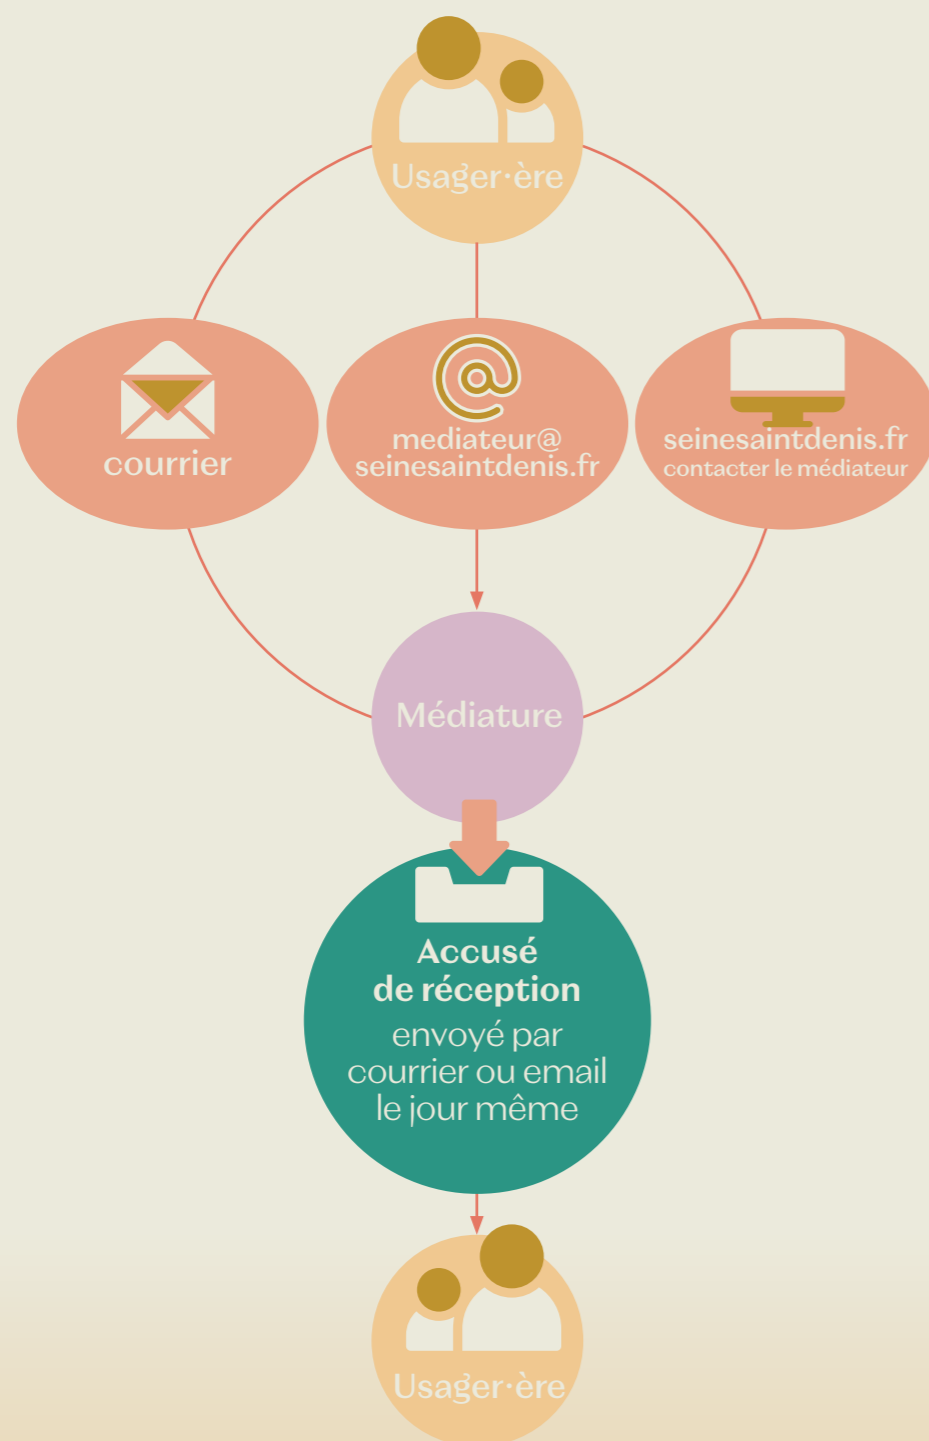 Usager·ère
courrier
mediateur@
seinesaintdenis.fr
seinesaintdenis.fr
contacter le médiateur
Médiature
Accusé
de réception
envoyé par
courrier ou email
le jour même
Usager·ère